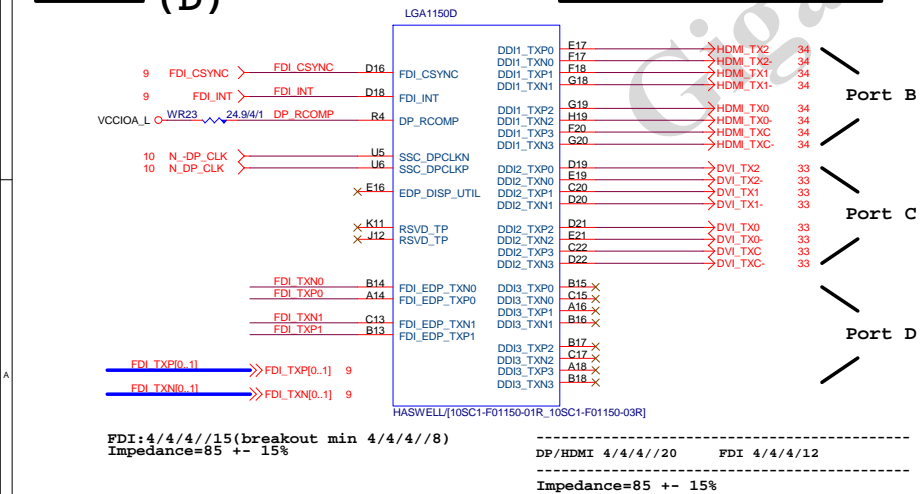 (D)
LGA1150D
Giga
9 FDI_CSYNC FDI_CSYNC D16 FDI_CSYNC
9 FDI_INT FDI_INT D18 FDI_INT
VCCIOA_L WR23 24.9/4/1 DP_RCOMP R4 DP_RCOMP
10 N_-DP_CLK U5 SSC_DPCLKN
10 N_DP_CLK U6 SSC_DPCLKP
E16 EDP_DISP_UTIL
K11 RSVD_TP
J12 RSVD_TP
FDI_TXN0 B14 FDI_EDP_TXN0
FDI_TXP0 A14 FDI_EDP_TXP0
FDI_TXN1 C13 FDI_EDP_TXN1
FDI_TXP1 B13 FDI_EDP_TXP1
FDI_TXP[0..1] FDI_TXP[0..1] 9
FDI_TXN[0..1] FDI_TXN[0..1] 9
DDI1_TXP0 E17 HDMI_TX2 34
DDI1_TXN0 F17 HDMI_TX2- 34
DDI1_TXP1 F18 HDMI_TX1 34
DDI1_TXN1 G18 HDMI_TX1- 34
Port B
DDI1_TXP2 G19 HDMI_TX0 34
DDI1_TXN2 H19 HDMI_TX0- 34
DDI1_TXP3 F20 HDMI_TXC 34
DDI1_TXN3 G20 HDMI_TXC- 34
DDI2_TXP0 D19 DVI_TX2 33
DDI2_TXN0 E19 DVI_TX2- 33
DDI2_TXP1 C20 DVI_TX1 33
DDI2_TXN1 D20 DVI_TX1- 33
Port C
DDI2_TXP2 D21 DVI_TX0 33
DDI2_TXN2 E21 DVI_TX0- 33
DDI2_TXP3 C22 DVI_TXC 33
DDI2_TXN3 D22 DVI_TXC- 33
DDI3_TXP0 B15
DDI3_TXN0 C15
DDI3_TXP1 A16
DDI3_TXN1 B16
Port D
DDI3_TXP2 B17
DDI3_TXN2 C17
DDI3_TXP3 A18
DDI3_TXN3 B18
A
HASWELL/[10SC1-F01150-01R_10SC1-F01150-03R]
FDI:4/4/4//15(breakout min 4/4/4//8)
Impedance=85 +- 15%
DP/HDMI 4/4/4//20 FDI 4/4/4/12
Impedance=85 +- 15%